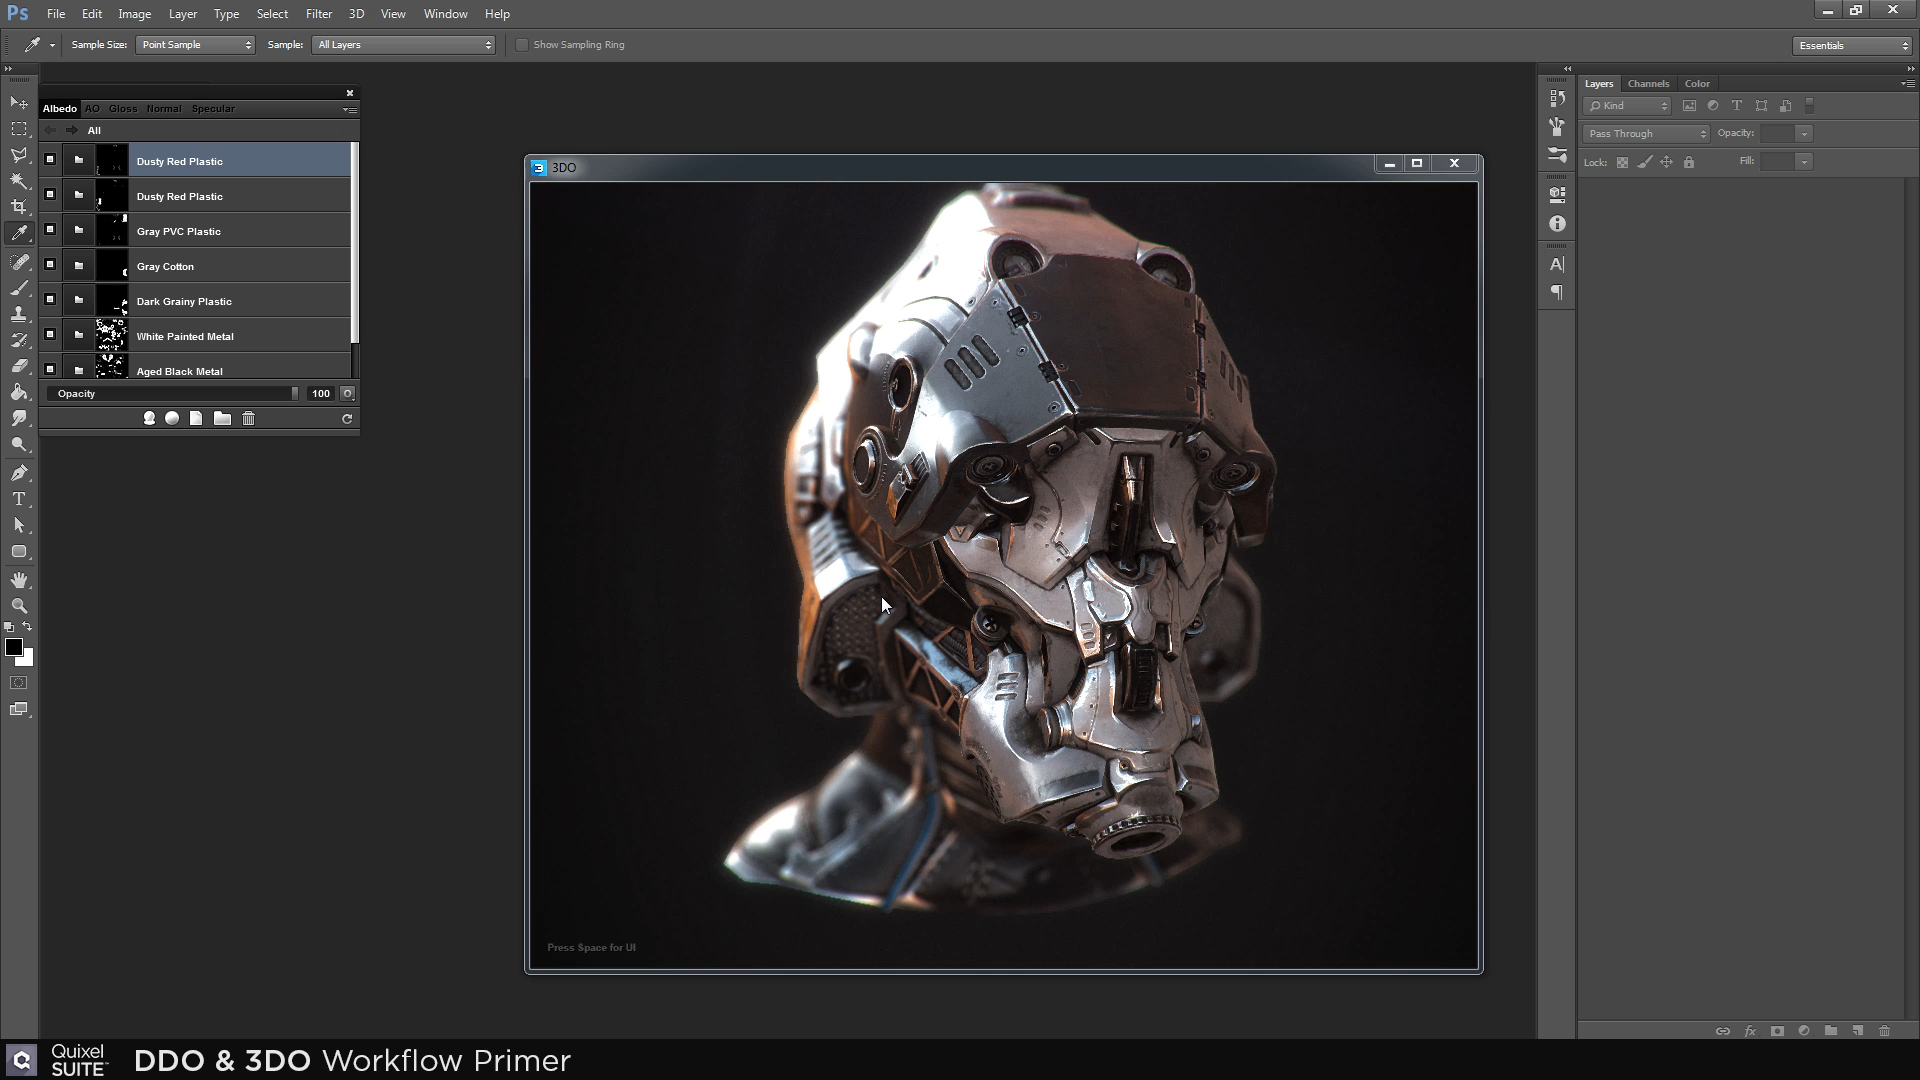 Ps File Edit Image Layer Type Select Filter 3D View Window Help
Sample Size: Point Sample Sample: All Layers Show Sampling Ring Essentials
Albedo AO Gloss Normal Specular
All
Dusty Red Plastic
Dusty Red Plastic
Gray PVC Plastic
Gray Cotton
Dark Grainy Plastic
White Painted Metal
Aged Black Metal
Opacity 100
3DO
Press Space for UI
Layers Channels Color
Kind
Pass Through Opacity:
Lock: Fill:
Quixel
SUITE
DDO & 3DO Workflow Primer